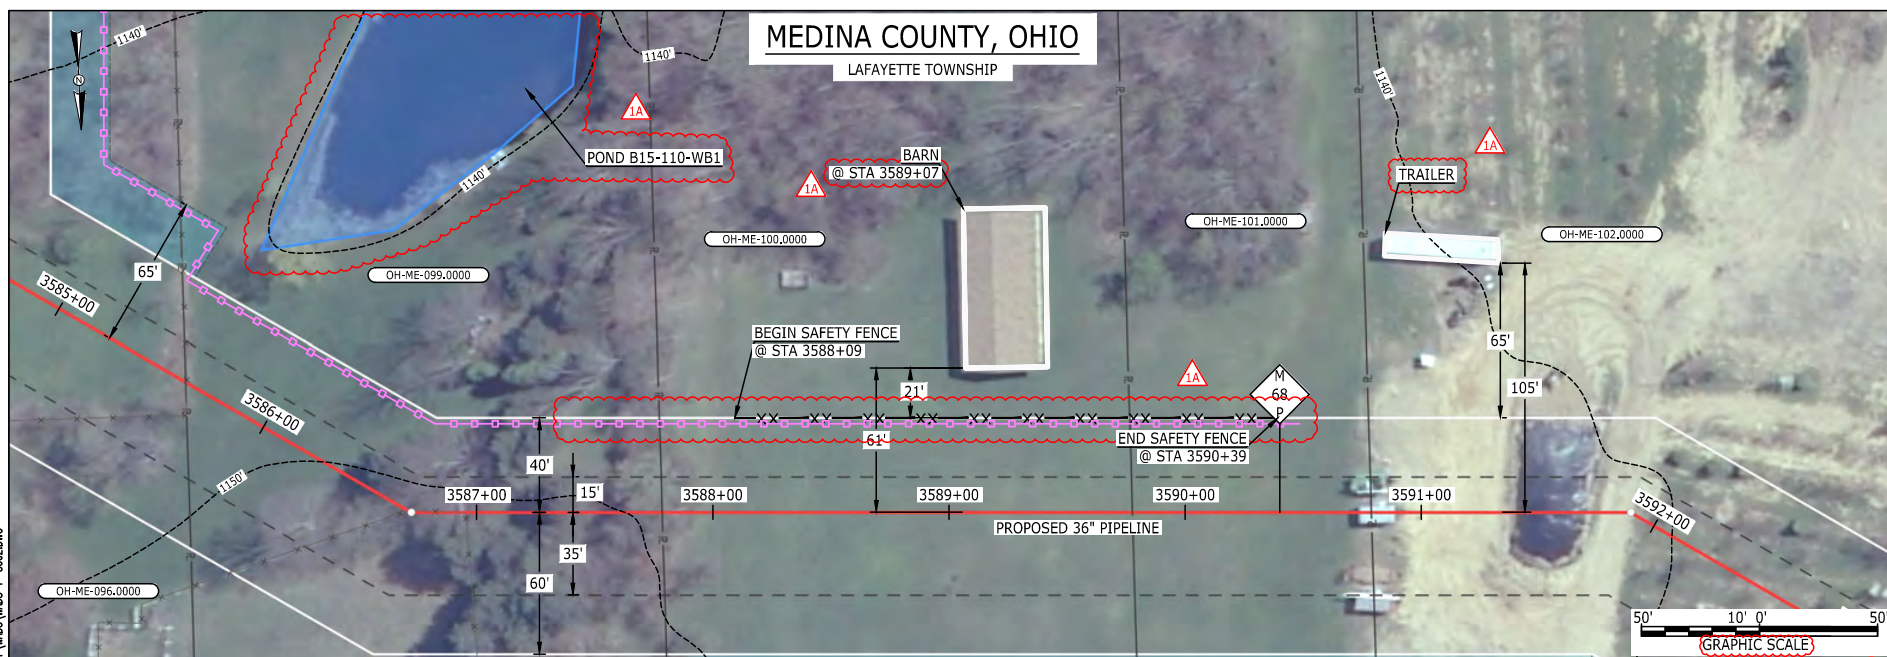 MEDINA COUNTY, OHIO
LAFAYETTE TOWNSHIP
1140'
1140'
1140'
1140'
N
1A
POND B15-110-WB1
1A
BARN
@ STA 3589+07
1A
TRAILER
OH-ME-099.0000
OH-ME-100.0000
OH-ME-101.0000
OH-ME-102.0000
65'
3585+00
BEGIN SAFETY FENCE
@ STA 3588+09
21'
1A
M
68
P
65'
105'
3586+00
61'
END SAFETY FENCE
@ STA 3590+39
40'
15'
1150'
3587+00
3588+00
3589+00
3590+00
3591+00
3592+00
PROPOSED 36" PIPELINE
35'
60'
OH-ME-096.0000
50' 10' 0' 50'
GRAPHIC SCALE